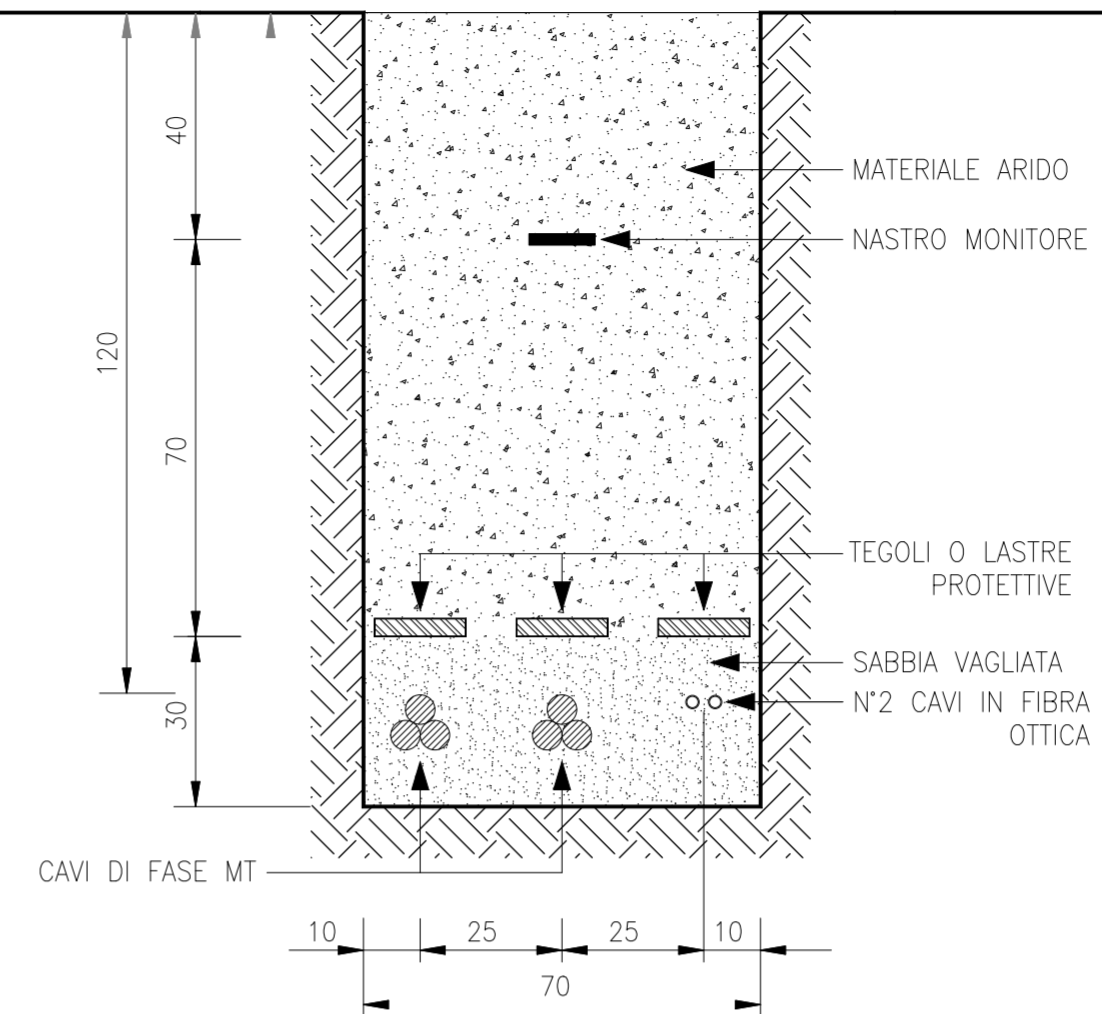 40
MATERIALE ARIDO
NASTRO MONITORE
120
70
TEGOLI O LASTRE
PROTETTIVE
SABBIA VAGLIATA
30
N°2 CAVI IN FIBRA
OTTICA
CAVI DI FASE MT
10 25 25 10
70